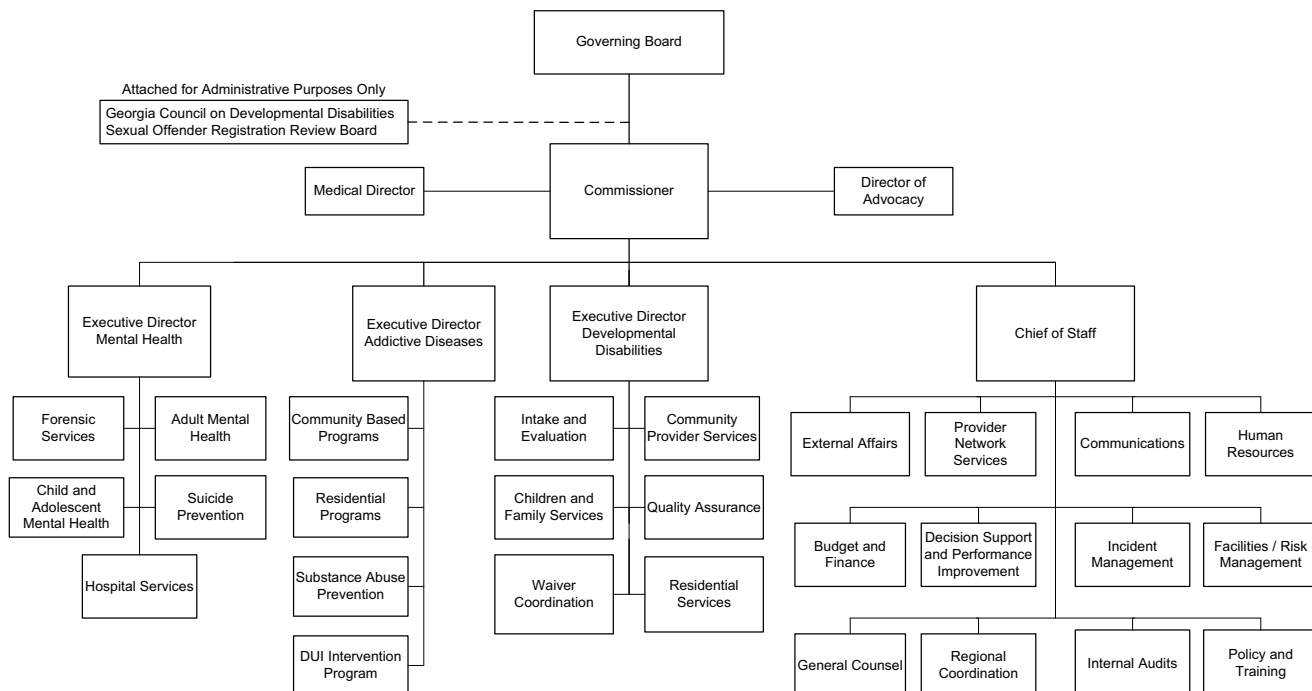 Governing Board
Attached for Administrative Purposes Only
Georgia Council on Developmental Disabilities
Sexual Offender Registration Review Board
Medical Director
Commissioner
Director of
Advocacy
Executive Director
Mental Health
Executive Director
Addictive Diseases
Executive Director
Developmental
Disabilities
Chief of Staff
Forensic
Services
Adult Mental
Health
Child and
Adolescent
Mental Health
Suicide
Prevention
Hospital Services
Community Based
Programs
Residential
Programs
Substance Abuse
Prevention
DUI Intervention
Program
Intake and
Evaluation
Community
Provider Services
Children and
Family Services
Quality Assurance
Waiver
Coordination
Residential
Services
External Affairs
Provider
Network
Services
Communications
Human
Resources
Budget and
Finance
Decision Support
and Performance
Improvement
Incident
Management
Facilities / Risk
Management
General Counsel
Regional
Coordination
Internal Audits
Policy and
Training